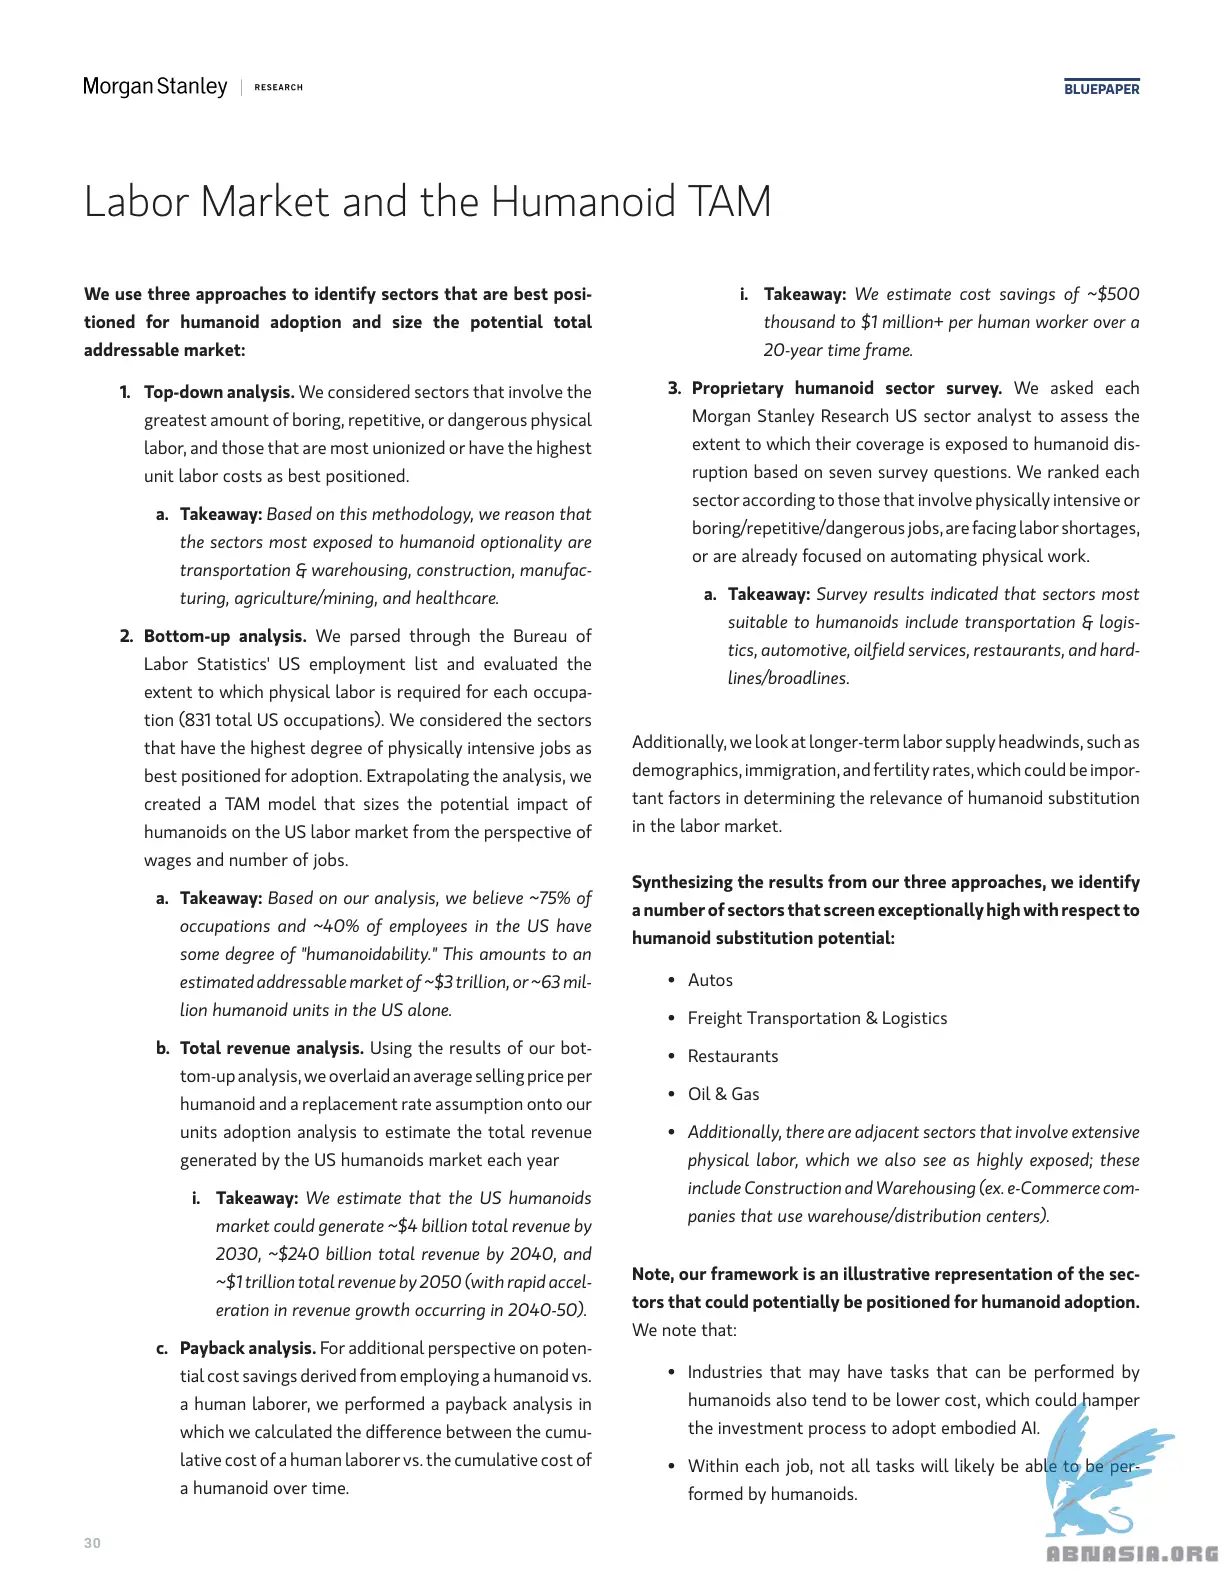 Morgan Stanley | RESEARCH
BLUEPAPER
Labor Market and the Humanoid TAM
We use three approaches to identify sectors that are best posi-
tioned for humanoid adoption and size the potential total
addressable market:
1. Top-down analysis. We considered sectors that involve the
greatest amount of boring, repetitive, or dangerous physical
labor, and those that are most unionized or have the highest
unit labor costs as best positioned.
a. Takeaway: Based on this methodology, we reason that
the sectors most exposed to humanoid optionality are
transportation & warehousing, construction, manufac-
turing, agriculture/mining, and healthcare.
2. Bottom-up analysis. We parsed through the Bureau of
Labor Statistics' US employment list and evaluated the
extent to which physical labor is required for each occupa-
tion (831 total US occupations). We considered the sectors
that have the highest degree of physically intensive jobs as
best positioned for adoption. Extrapolating the analysis, we
created a TAM model that sizes the potential impact of
humanoids on the US labor market from the perspective of
wages and number of jobs.
a. Takeaway: Based on our analysis, we believe ~75% of
occupations and ~40% of employees in the US have
some degree of "humanoidability." This amounts to an
estimated addressable market of ~$3 trillion, or ~63 mil-
lion humanoid units in the US alone.
b. Total revenue analysis. Using the results of our bot-
tom-up analysis, we overlaid an average selling price per
humanoid and a replacement rate assumption onto our
units adoption analysis to estimate the total revenue
generated by the US humanoids market each year
i. Takeaway: We estimate that the US humanoids
market could generate ~$4 billion total revenue by
2030, ~$240 billion total revenue by 2040, and
~$1 trillion total revenue by 2050 (with rapid accel-
eration in revenue growth occurring in 2040-50).
c. Payback analysis. For additional perspective on poten-
tial cost savings derived from employing a humanoid vs.
a human laborer, we performed a payback analysis in
which we calculated the difference between the cumu-
lative cost of a human laborer vs. the cumulative cost of
a humanoid over time.
i. Takeaway: We estimate cost savings of ~$500
thousand to $1 million+ per human worker over a
20-year time frame.
3. Proprietary humanoid sector survey. We asked each
Morgan Stanley Research US sector analyst to assess the
extent to which their coverage is exposed to humanoid dis-
ruption based on seven survey questions. We ranked each
sector according to those that involve physically intensive or
boring/repetitive/dangerous jobs, are facing labor shortages,
or are already focused on automating physical work.
a. Takeaway: Survey results indicated that sectors most
suitable to humanoids include transportation & logis-
tics, automotive, oilfield services, restaurants, and hard-
lines/broadlines.
Additionally, we look at longer-term labor supply headwinds, such as
demographics, immigration, and fertility rates, which could be impor-
tant factors in determining the relevance of humanoid substitution
in the labor market.
Synthesizing the results from our three approaches, we identify
a number of sectors that screen exceptionally high with respect to
humanoid substitution potential:
• Autos
• Freight Transportation & Logistics
• Restaurants
• Oil & Gas
• Additionally, there are adjacent sectors that involve extensive
physical labor, which we also see as highly exposed; these
include Construction and Warehousing (ex. e-Commerce com-
panies that use warehouse/distribution centers).
Note, our framework is an illustrative representation of the sec-
tors that could potentially be positioned for humanoid adoption.
We note that:
• Industries that may have tasks that can be performed by
humanoids also tend to be lower cost, which could hamper
the investment process to adopt embodied AI.
• Within each job, not all tasks will likely be able to be per-
formed by humanoids.
30
ABNASIA.ORG